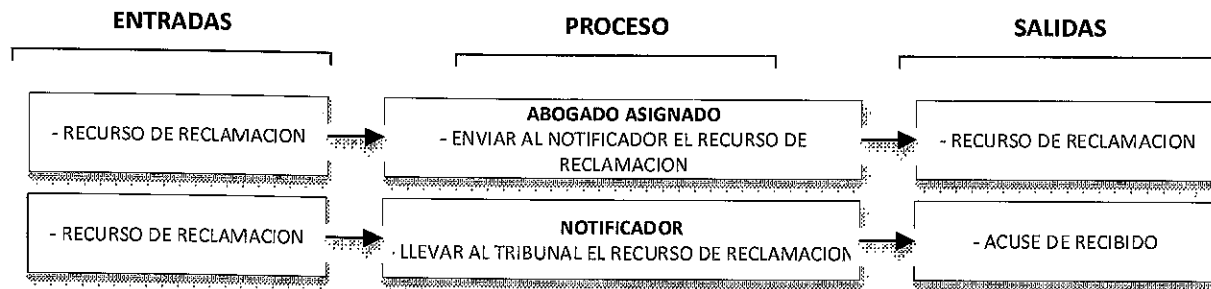 ENTRADAS
PROCESO
SALIDAS
- RECURSO DE RECLAMACION
ABOGADO ASIGNADO
- ENVIAR AL NOTIFICADOR EL RECURSO DE
RECLAMACION
- RECURSO DE RECLAMACION
- RECURSO DE RECLAMACION
NOTIFICADOR
- LLEVAR AL TRIBUNAL EL RECURSO DE RECLAMACION
- ACUSE DE RECIBIDO